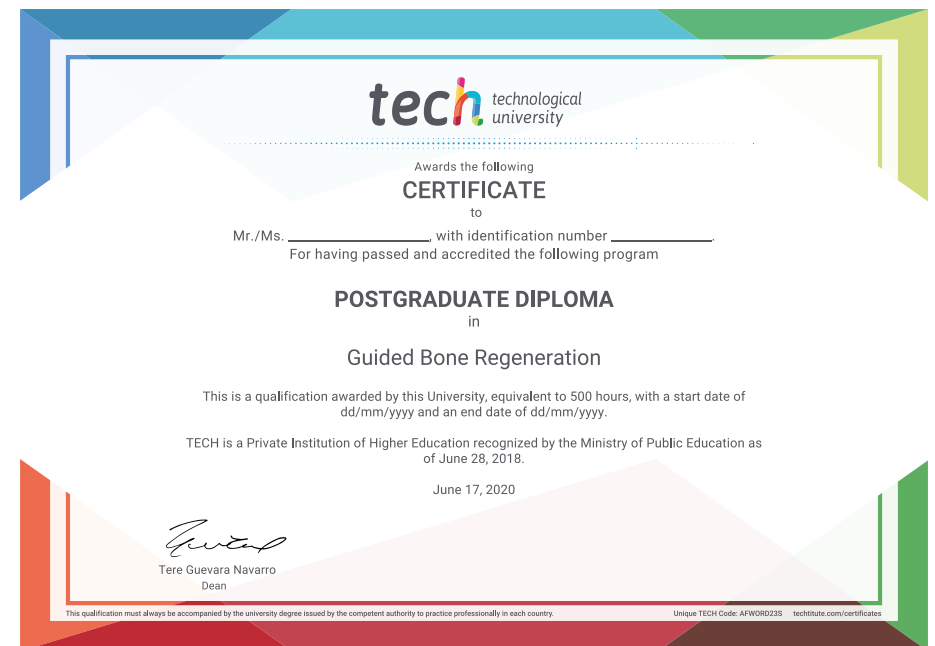 tech technological
university
Awards the following
CERTIFICATE
to
Mr./Ms. ____________________, with identification number ______________.
For having passed and accredited the following program
POSTGRADUATE DIPLOMA
in
Guided Bone Regeneration
This is a qualification awarded by this University, equivalent to 500 hours, with a start date of
dd/mm/yyyy and an end date of dd/mm/yyyy.
TECH is a Private Institution of Higher Education recognized by the Ministry of Public Education as
of June 28, 2018.
June 17, 2020
Tere Guevara Navarro
Dean
This qualification must always be accompanied by the university degree issued by the competent authority to practice professionally in each country.
Unique TECH Code: AFWORD23S techtitute.com/certificates